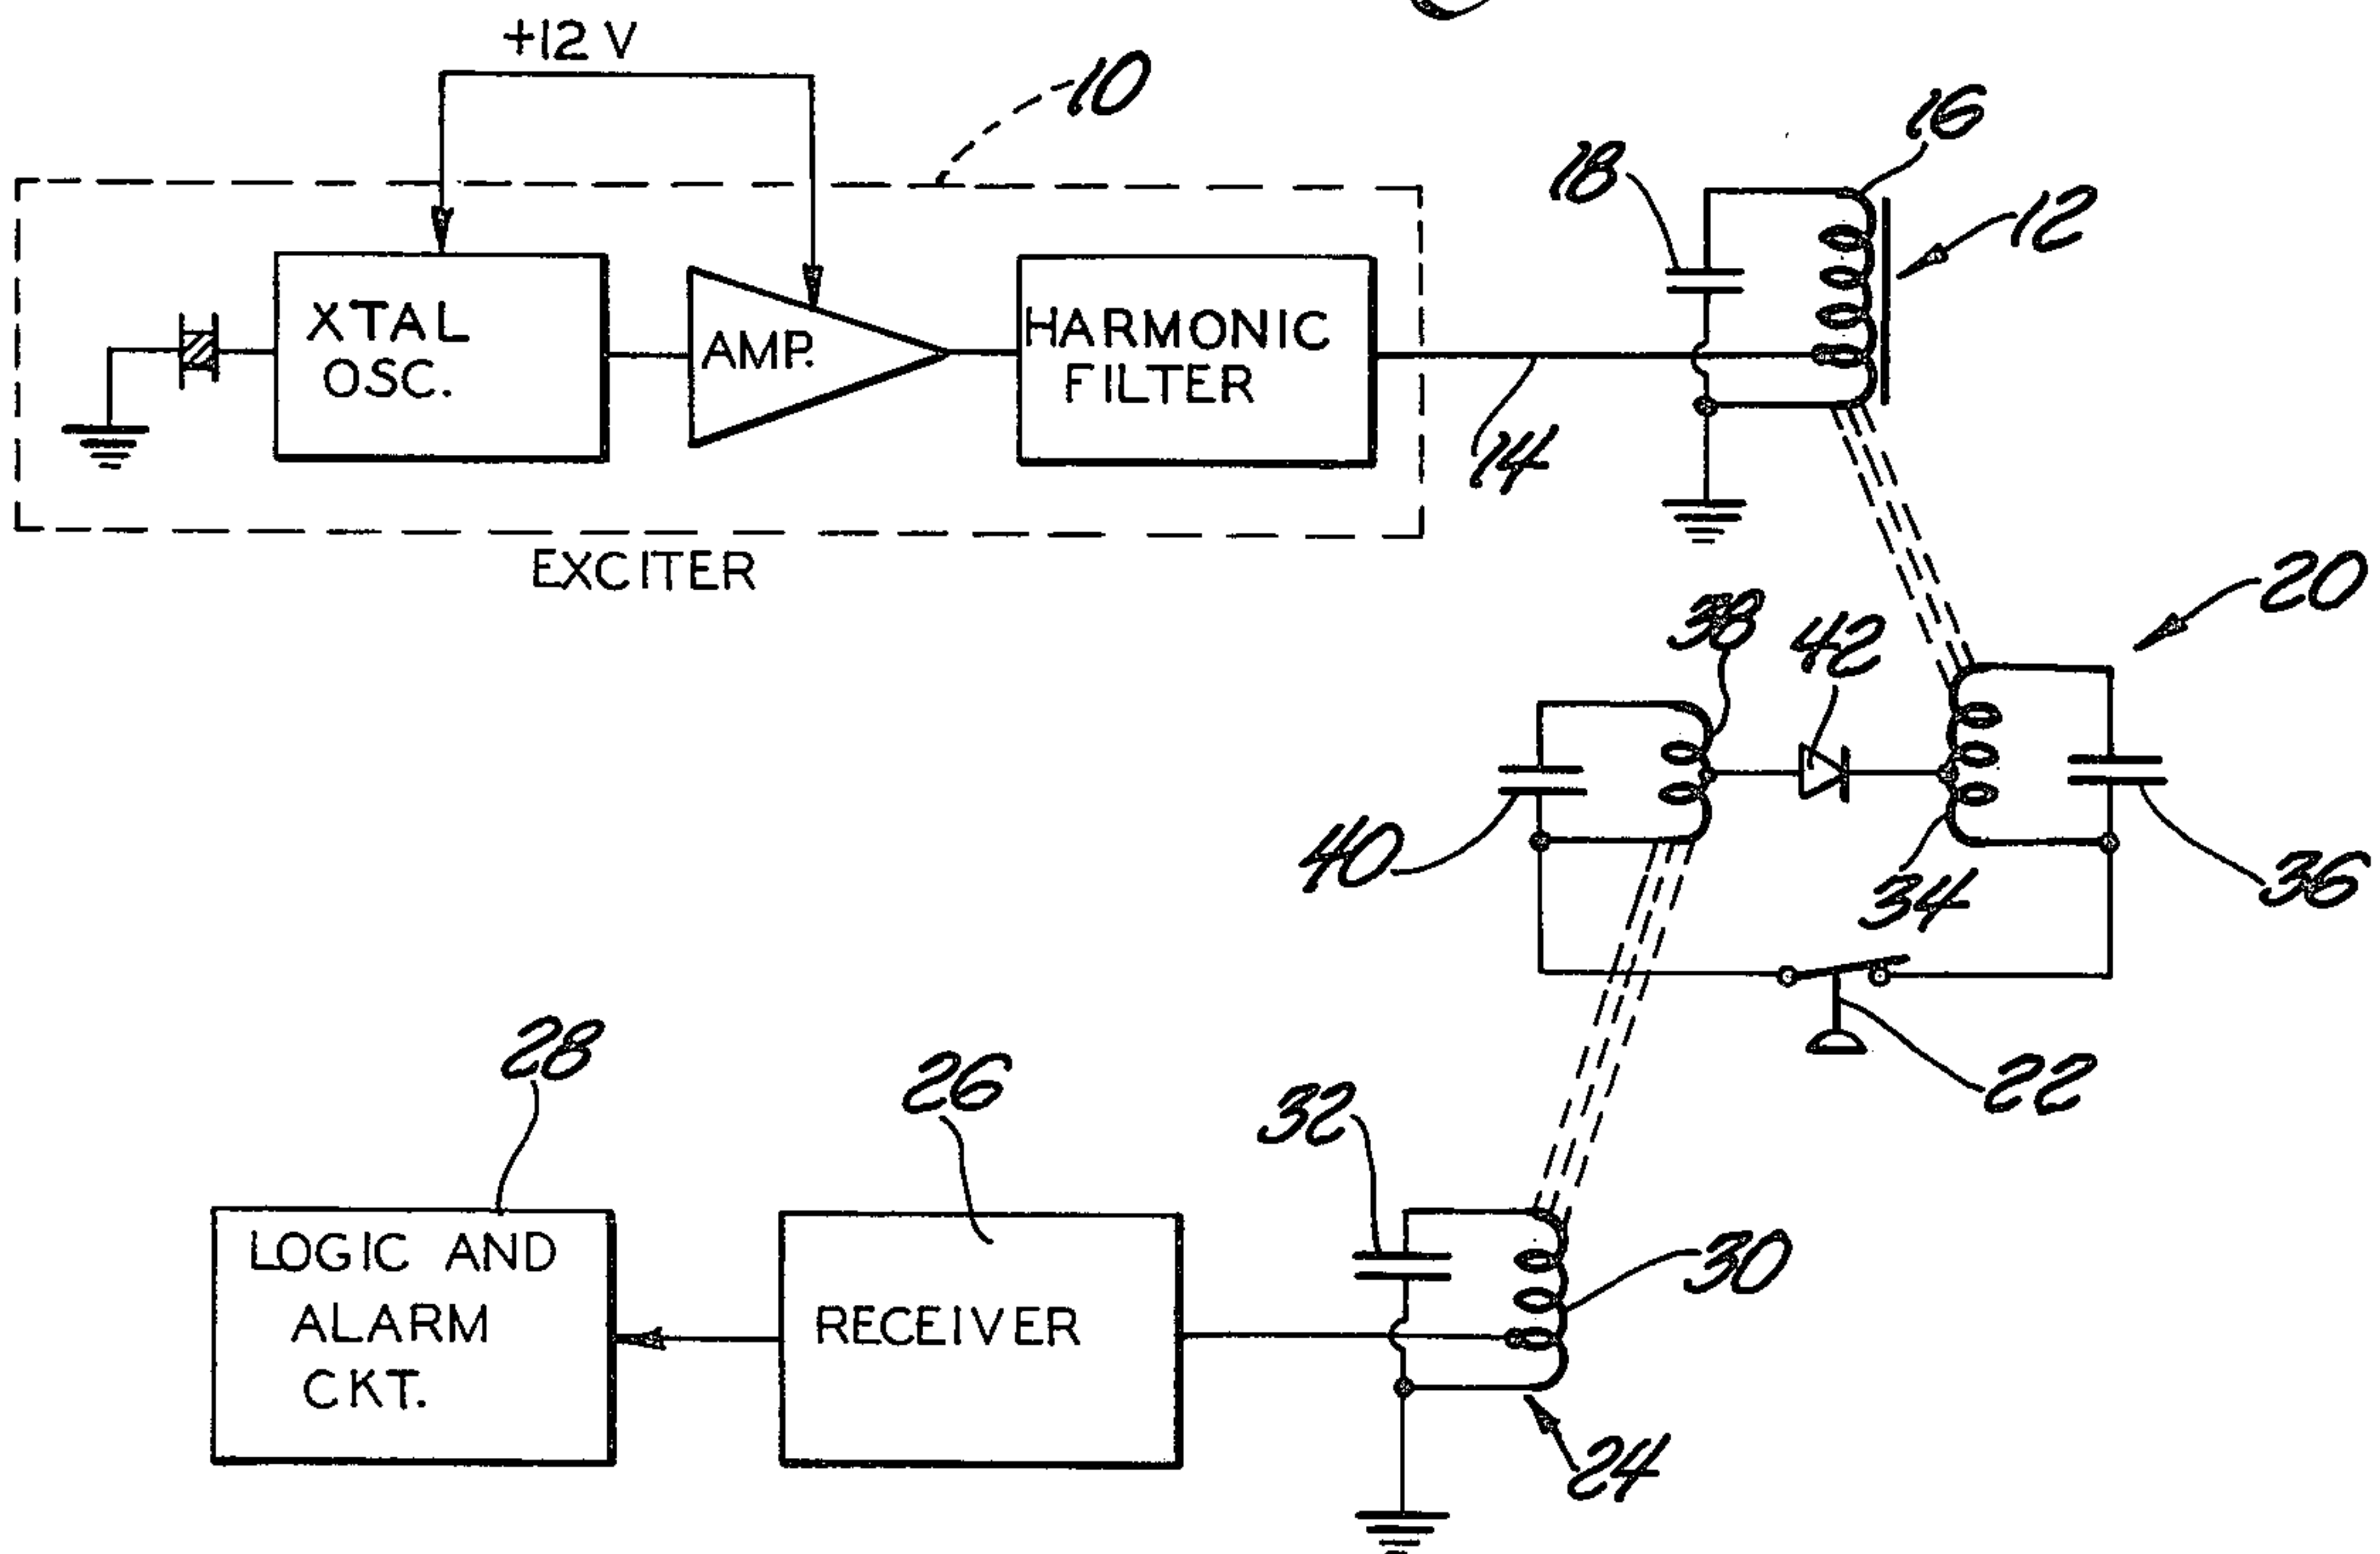 +12 V
10
16
18
12
XTAL
OSC.
AMP.
HARMONIC
FILTER
14
EXCITER
20
38
42
40
34
36
28
26
32
22
LOGIC AND
ALARM
CKT.
RECEIVER
30
24